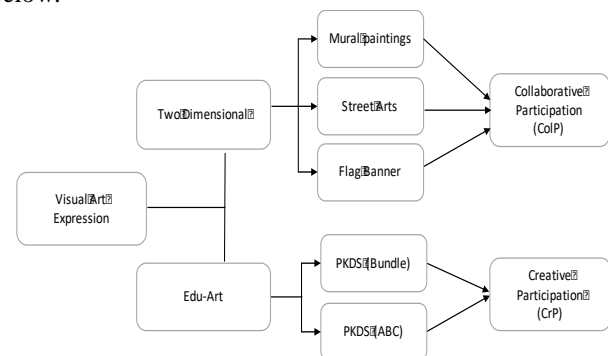 Mural paintings
Two Dimensional
Street Arts
Collaborative
Participation
(ColP)
Flag Banner
Visual Art
Expression
Edu-Art
PKDS (Bundle)
PKDS (ABC)
Creative
Participation
(CrP)